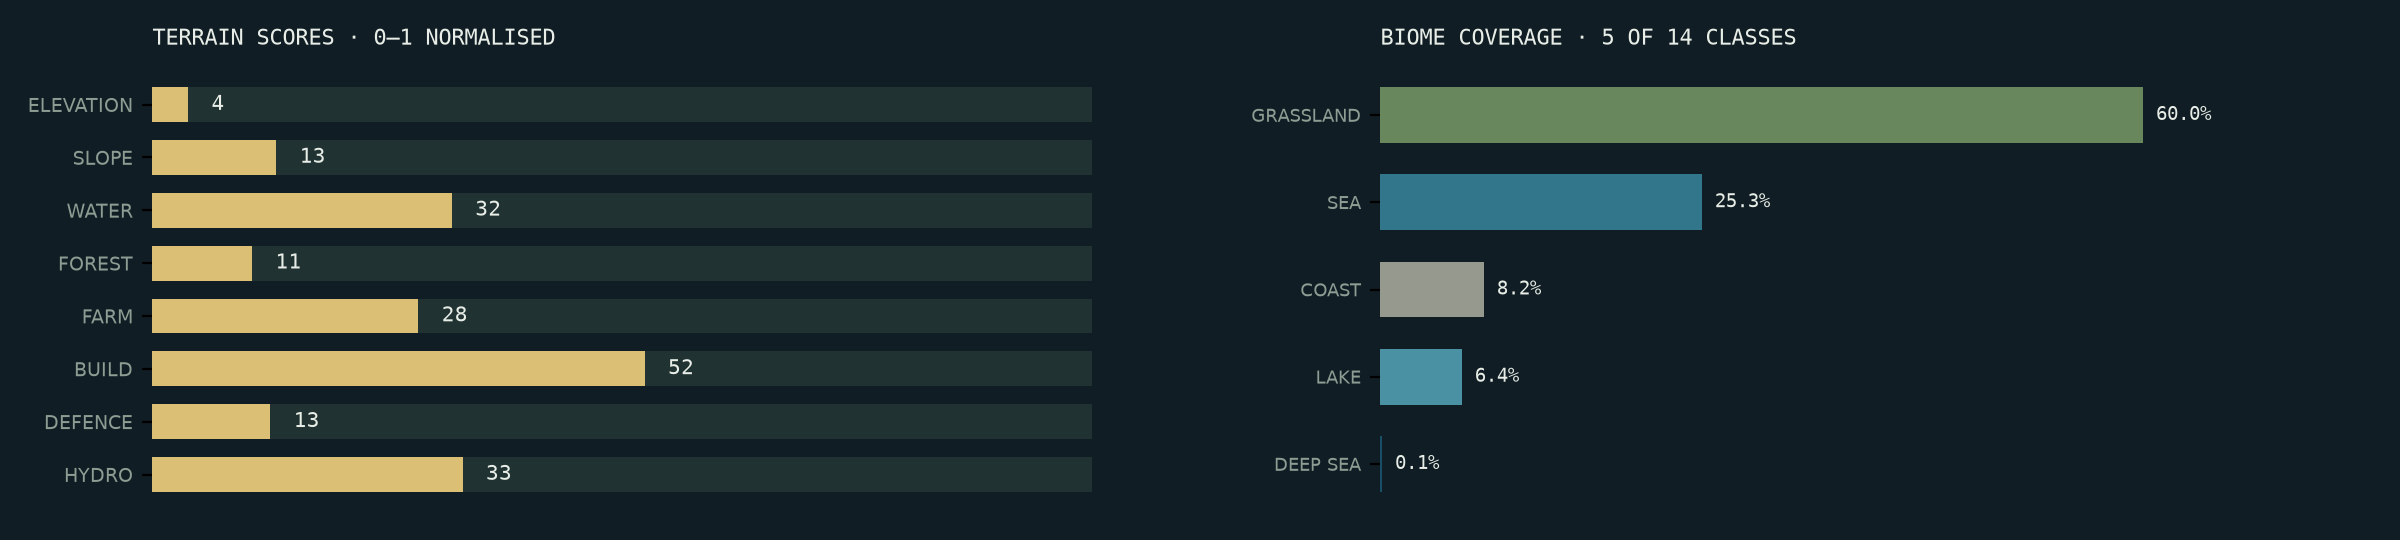 TERRAIN SCORES · 0–1 NORMALISED
ELEVATION 4
SLOPE 13
WATER 32
FOREST 11
FARM 28
BUILD 52
DEFENCE 13
HYDRO 33
BIOME COVERAGE · 5 OF 14 CLASSES
GRASSLAND 60.0%
SEA 25.3%
COAST 8.2%
LAKE 6.4%
DEEP SEA 0.1%